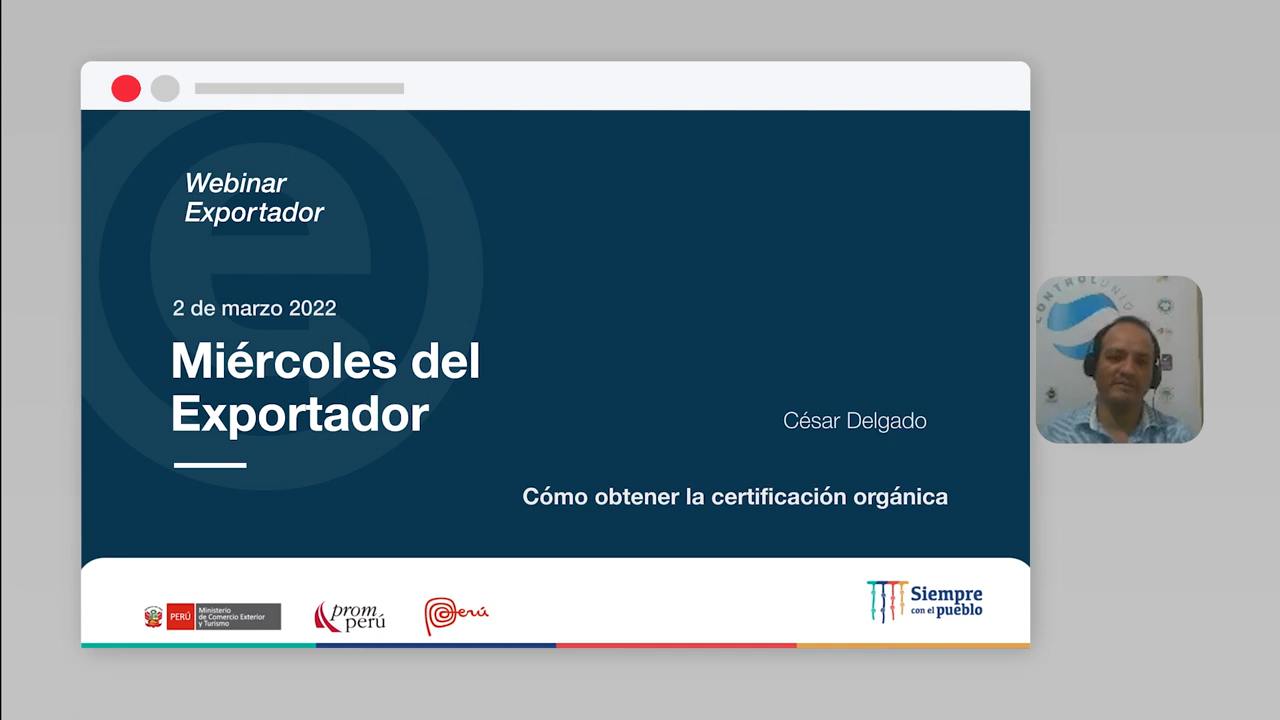 Webinar
Exportador
2 de marzo 2022
Miércoles del
Exportador
César Delgado
Cómo obtener la certificación orgánica
PERÚ
Ministerio
de Comercio Exterior
y Turismo
prom
perú
Perú
Siempre
con el pueblo
CONTROLUNIO